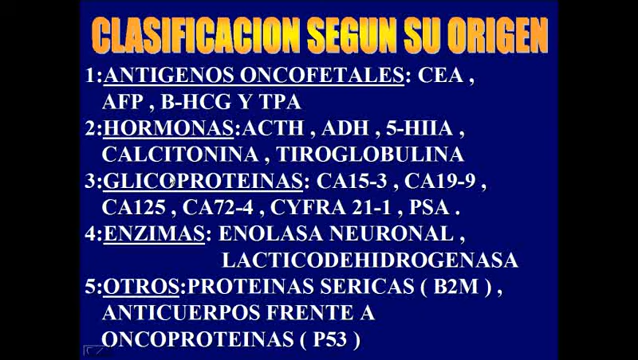 CLASIFICACION SEGUN SU ORIGEN
1:ANTIGENOS ONCOFETALES: CEA ,
AFP , B-HCG Y TPA
2:HORMONAS:ACTH , ADH , 5-HIIA ,
CALCITONINA , TIROGLOBULINA
3:GLICOPROTEINAS: CA15-3 , CA19-9 ,
CA125 , CA72-4 , CYFRA 21-1 , PSA .
4:ENZIMAS: ENOLASA NEURONAL ,
LACTICODEHIDROGENASA
5:OTROS:PROTEINAS SERICAS ( B2M ) ,
ANTICUERPOS FRENTE A
ONCOPROTEINAS ( P53 )